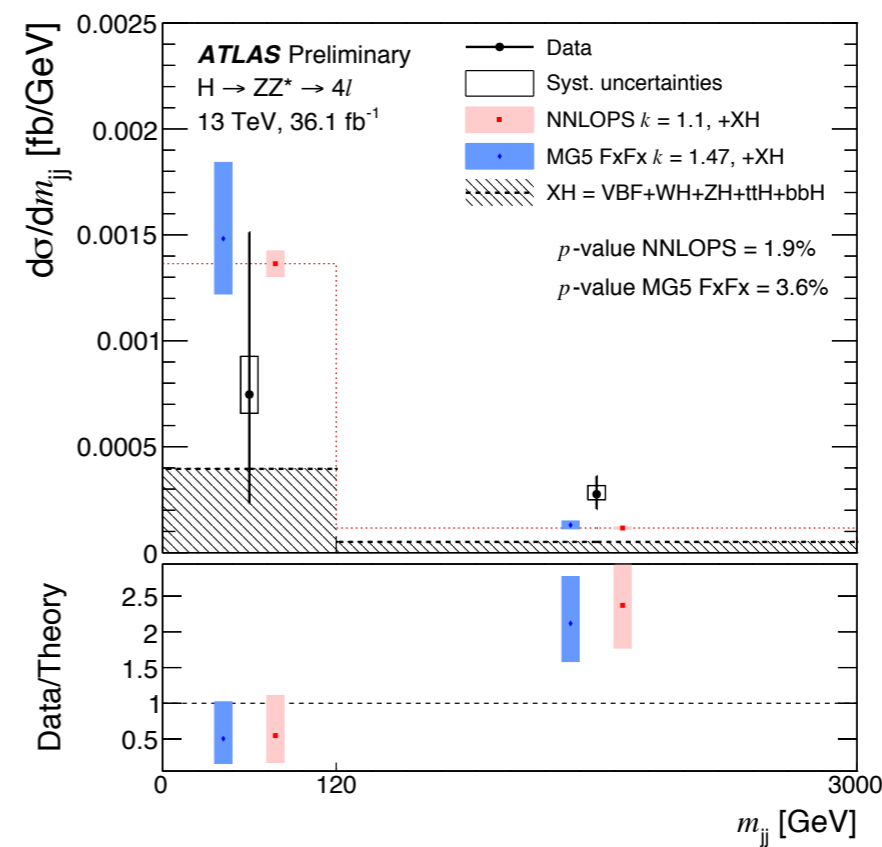 dσ/dm_jj [fb/GeV]
0.0025
0.002
0.0015
0.001
0.0005
0
ATLAS Preliminary
H → ZZ* → 4l
13 TeV, 36.1 fb⁻¹
Data
Syst. uncertainties
NNLOPS k = 1.1, +XH
MG5 FxFx k = 1.47, +XH
XH = VBF+WH+ZH+ttH+bbH
p-value NNLOPS = 1.9%
p-value MG5 FxFx = 3.6%
Data/Theory
2.5
2
1.5
1
0.5
0 120 3000
m_jj [GeV]